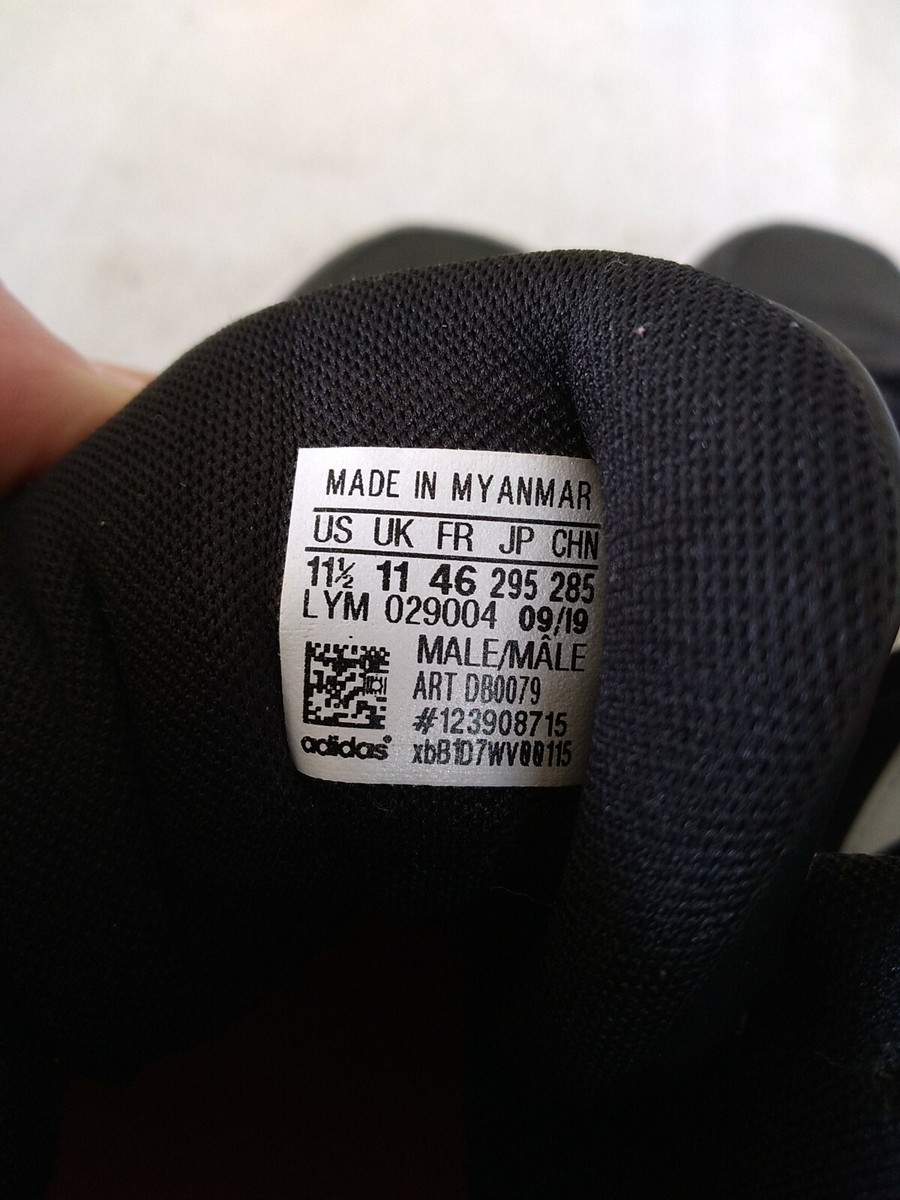 MADE IN MYANMAR
US UK FR JP CHN
11½ 11 46 295 285
LYM 029004 09/19
MALE/MÂLE
ART DB0079
#123908715
adidas® xbB1D7WVQQ115